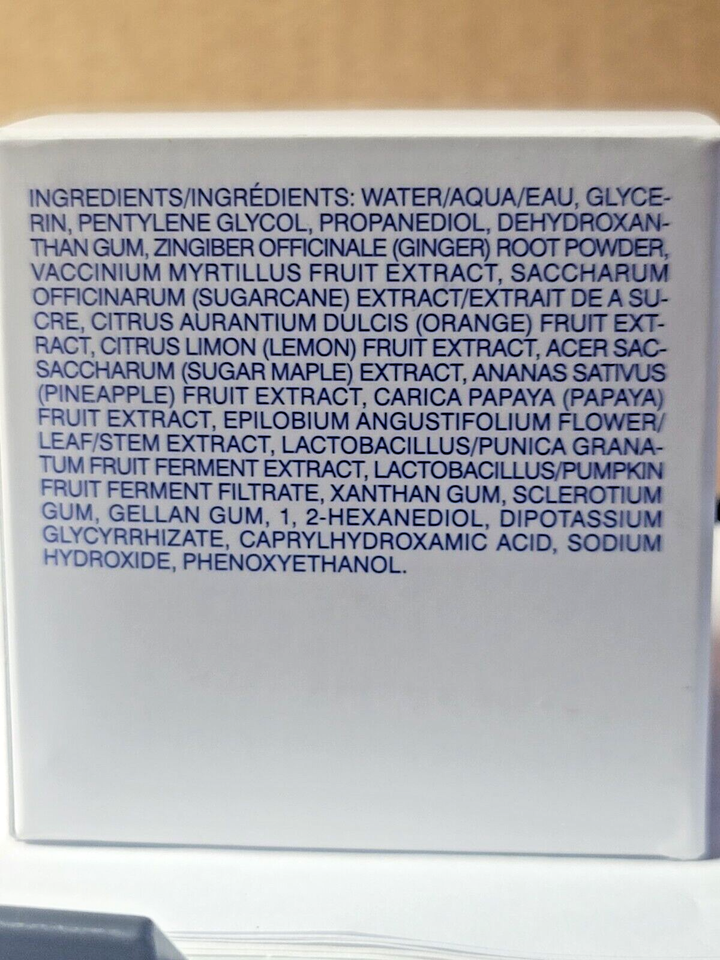 INGREDIENTS/INGRÉDIENTS: WATER/AQUA/EAU, GLYCE-
RIN, PENTYLENE GLYCOL, PROPANEDIOL, DEHYDROXAN-
THAN GUM, ZINGIBER OFFICINALE (GINGER) ROOT POWDER,
VACCINIUM MYRTILLUS FRUIT EXTRACT, SACCHARUM
OFFICINARUM (SUGARCANE) EXTRACT/EXTRAIT DE A SU-
CRE, CITRUS AURANTIUM DULCIS (ORANGE) FRUIT EXT-
RACT, CITRUS LIMON (LEMON) FRUIT EXTRACT, ACER SAC-
SACCHARUM (SUGAR MAPLE) EXTRACT, ANANAS SATIVUS
(PINEAPPLE) FRUIT EXTRACT, CARICA PAPAYA (PAPAYA)
FRUIT EXTRACT, EPILOBIUM ANGUSTIFOLIUM FLOWER/
LEAF/STEM EXTRACT, LACTOBACILLUS/PUNICA GRANA-
TUM FRUIT FERMENT EXTRACT, LACTOBACILLUS/PUMPKIN
FRUIT FERMENT FILTRATE, XANTHAN GUM, SCLEROTIUM
GUM, GELLAN GUM, 1, 2-HEXANEDIOL, DIPOTASSIUM
GLYCYRRHIZATE, CAPRYLHYDROXAMIC ACID, SODIUM
HYDROXIDE, PHENOXYETHANOL.